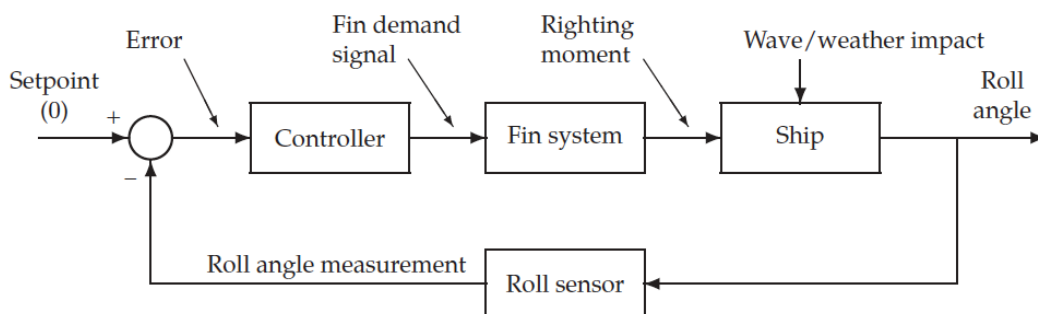 Fin demand
signal
Righting
moment
Wave/weather impact
Error
Setpoint
(0)
Roll
angle
+
Controller
Fin system
Ship
−
Roll angle measurement
Roll sensor